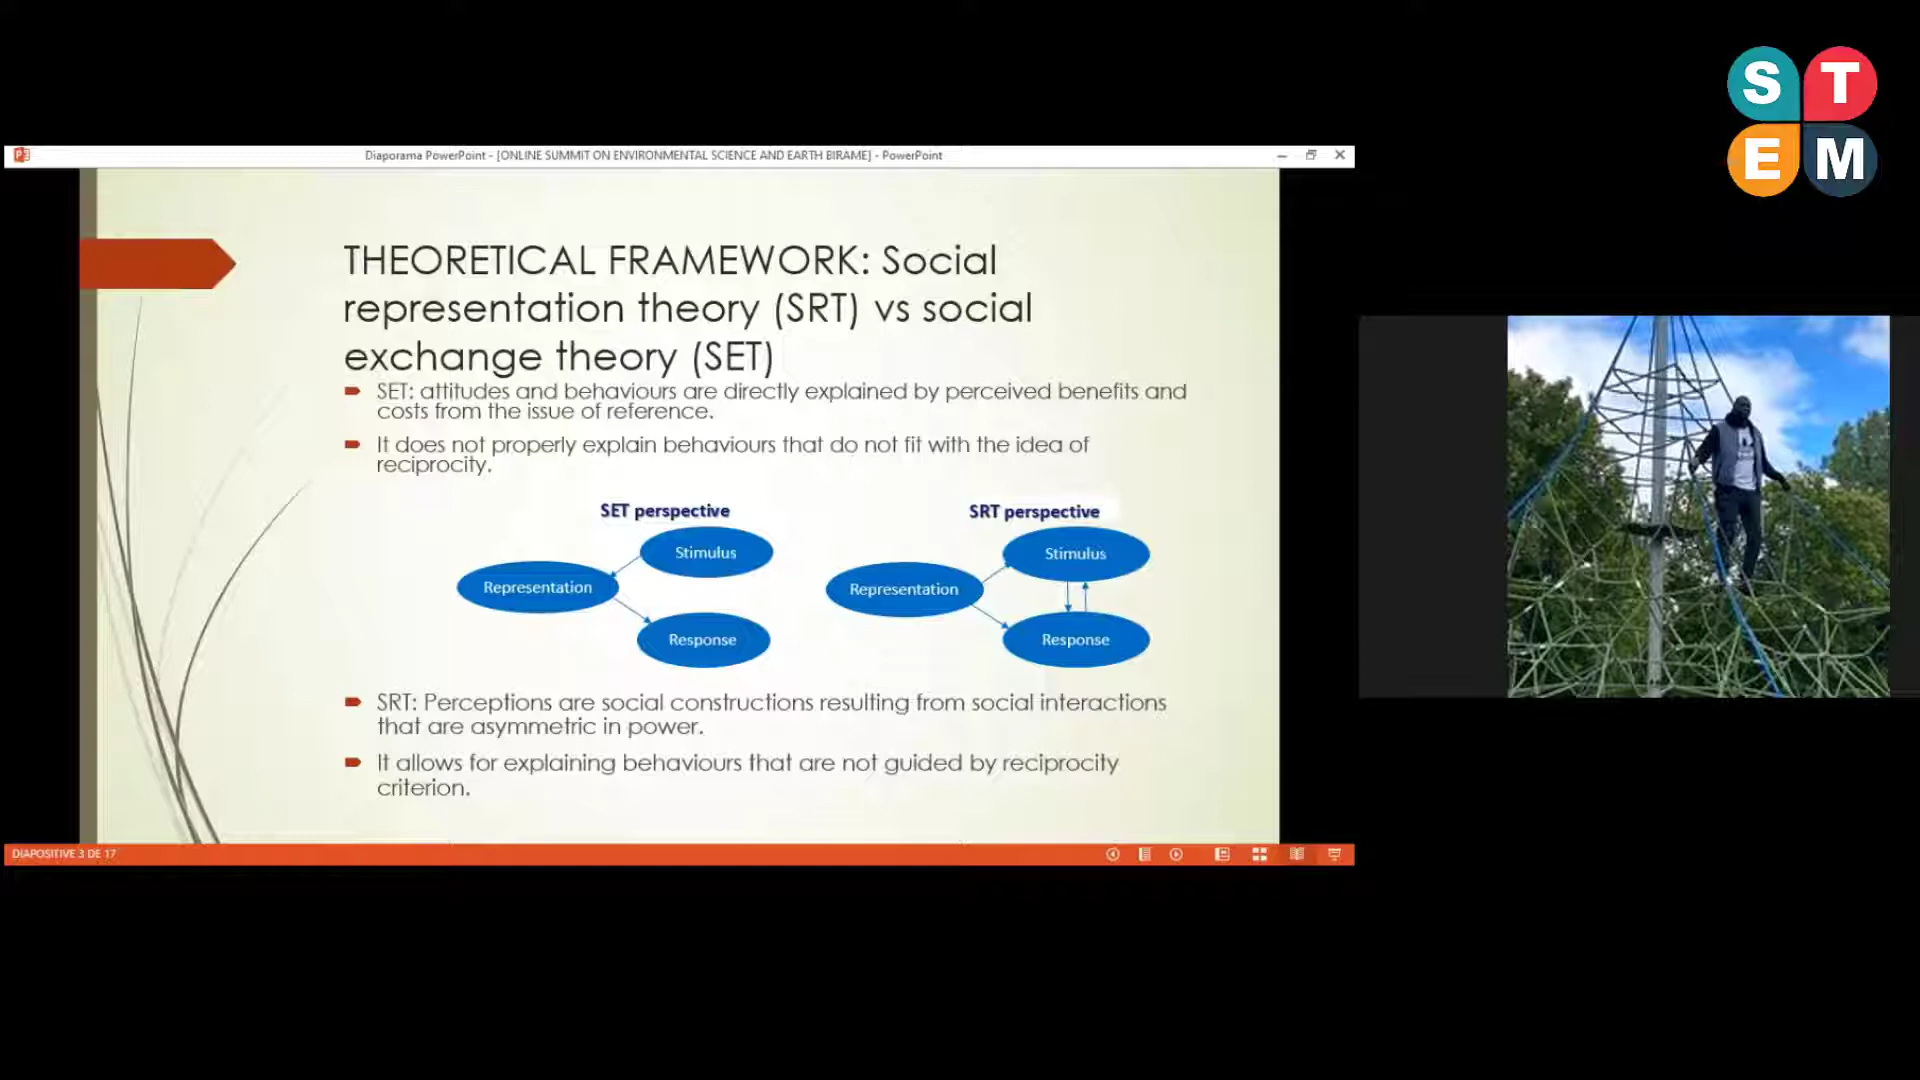 Diaporama PowerPoint - [ONLINE SUMMIT ON ENVIRONMENTAL SCIENCE AND EARTH BIRAME] - PowerPoint
S T
E M
THEORETICAL FRAMEWORK: Social
representation theory (SRT) vs social
exchange theory (SET)
SET: attitudes and behaviours are directly explained by perceived benefits and
costs from the issue of reference.
It does not properly explain behaviours that do not fit with the idea of
reciprocity.
SET perspective
Stimulus
Representation
Response
SRT perspective
Stimulus
Representation
Response
SRT: Perceptions are social constructions resulting from social interactions
that are asymmetric in power.
It allows for explaining behaviours that are not guided by reciprocity
criterion.
DIAPOSITIVE 3 DE 17